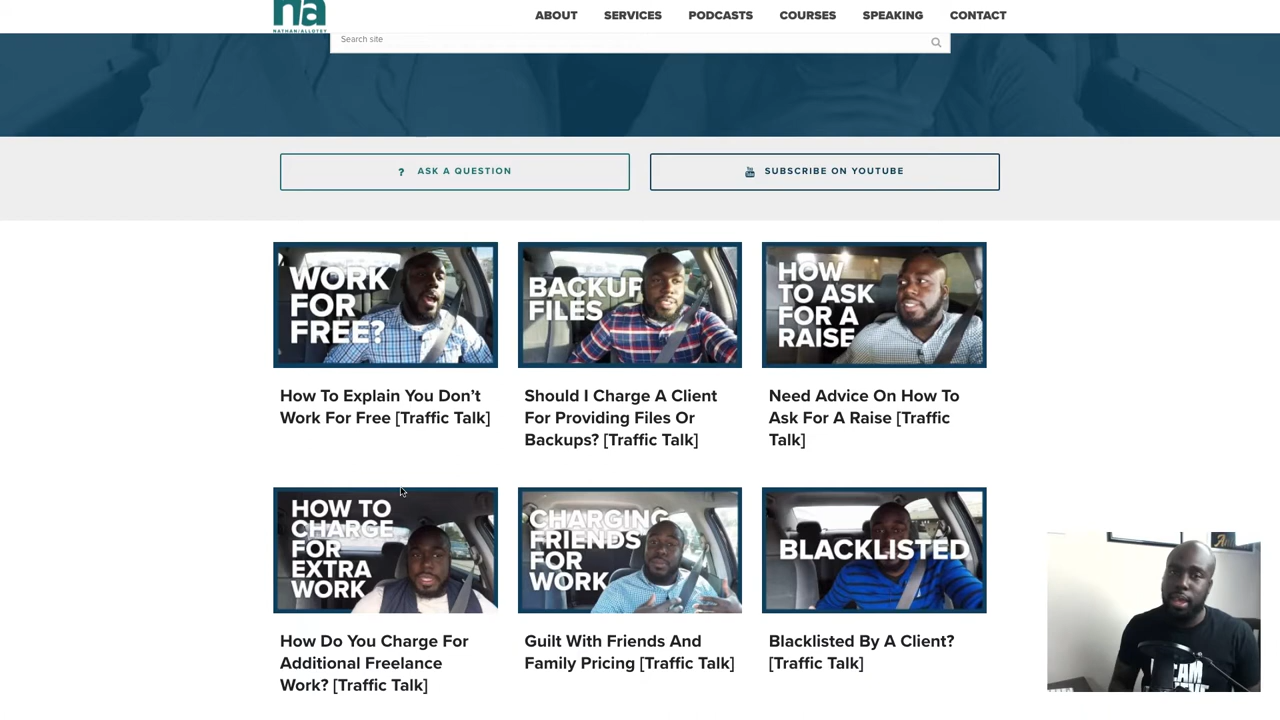 na
NATHAN/ALLOTEY
ABOUT
SERVICES
PODCASTS
COURSES
SPEAKING
CONTACT
Search site
? ASK A QUESTION
SUBSCRIBE ON YOUTUBE
WORK
FOR
FREE?
BACKUP
FILES
HOW
TO ASK
FOR A
RAISE
How To Explain You Don’t
Work For Free [Traffic Talk]
Should I Charge A Client
For Providing Files Or
Backups? [Traffic Talk]
Need Advice On How To
Ask For A Raise [Traffic
Talk]
HOW TO
CHARGE
FOR
EXTRA
WORK
CHARGING
FRIENDS
FOR
WORK
BLACKLISTED
How Do You Charge For
Additional Freelance
Work? [Traffic Talk]
Guilt With Friends And
Family Pricing [Traffic Talk]
Blacklisted By A Client?
[Traffic Talk]